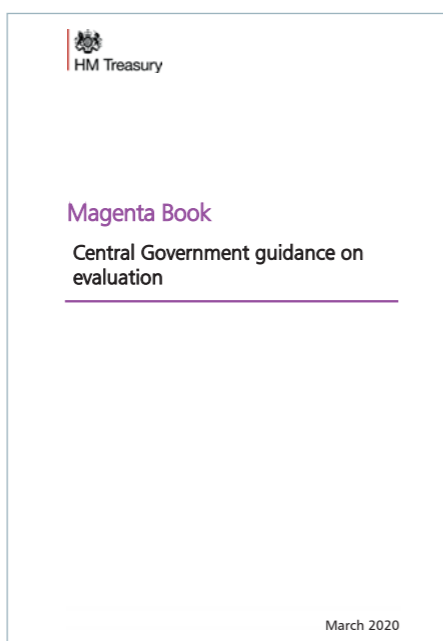 HM Treasury
Magenta Book
Central Government guidance on
evaluation
March 2020